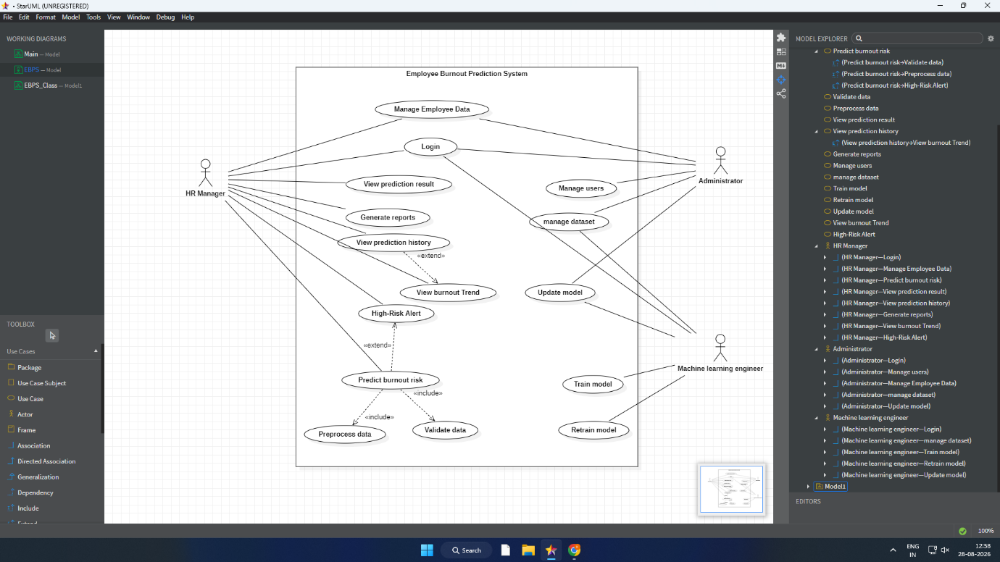 • StarUML (UNREGISTERED)
File Edit Format Model Tools View Window Debug Help
WORKING DIAGRAMS
Main — Model
EBPS — Model
EBPS_Class — Model1
TOOLBOX
Use Cases
Package
Use Case Subject
Use Case
Actor
Frame
Association
Directed Association
Generalization
Dependency
Include
Extend
Employee Burnout Prediction System
Manage Employee Data
Login
HR Manager
View prediction result
Administrator
Manage users
Generate reports
manage dataset
View prediction history
«extend»
View burnout Trend
Update model
High-Risk Alert
«extend»
Machine learning engineer
Predict burnout risk
Train model
«include»
«include»
Preprocess data
Validate data
Retrain model
MODEL EXPLORER
Predict burnout risk
(Predict burnout risk→Validate data)
(Predict burnout risk→Preprocess data)
(Predict burnout risk→High-Risk Alert)
Validate data
Preprocess data
View prediction result
View prediction history
(View prediction history→View burnout Trend)
Generate reports
Manage users
manage dataset
Train model
Retrain model
Update model
View burnout Trend
High-Risk Alert
HR Manager
(HR Manager—Login)
(HR Manager—Manage Employee Data)
(HR Manager—Predict burnout risk)
(HR Manager—View prediction result)
(HR Manager—View prediction history)
(HR Manager—Generate reports)
(HR Manager—View burnout Trend)
(HR Manager—High-Risk Alert)
Administrator
(Administrator—Login)
(Administrator—Manage users)
(Administrator—Manage Employee Data)
(Administrator—manage dataset)
(Administrator—Update model)
Machine learning engineer
(Machine learning engineer—Login)
(Machine learning engineer—manage dataset)
(Machine learning engineer—Train model)
(Machine learning engineer—Retrain model)
(Machine learning engineer—Update model)
Model1
EDITORS
100%
Search
ENG
IN
12:58
28-08-2026